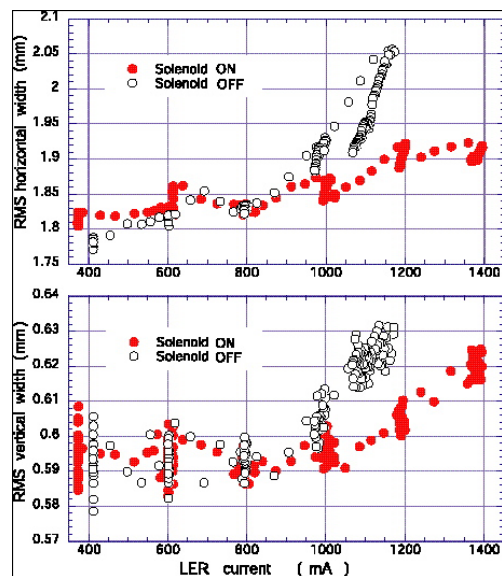 RMS horizontal width (mm)
2.1
2.05
2
1.95
1.9
1.85
1.8
1.75
1.7
Solenoid ON
Solenoid OFF
400 600 800 1000 1200 1400
RMS vertical width (mm)
0.64
0.63
0.62
0.61
0.6
0.59
0.58
0.57
Solenoid ON
Solenoid OFF
400 600 800 1000 1200 1400
LER current ( mA )